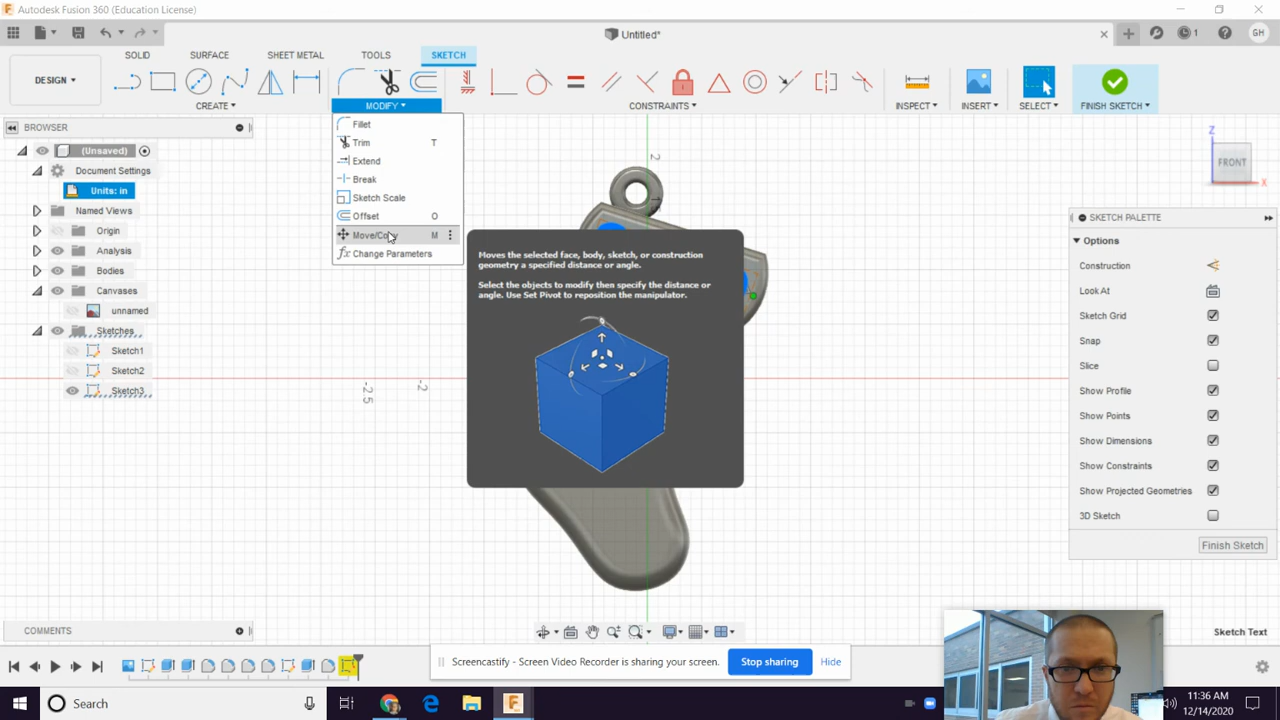 Autodesk Fusion 360 (Education License)
Untitled*
1
GH
DESIGN
SOLID
SURFACE
SHEET METAL
TOOLS
SKETCH
CREATE
MODIFY
CONSTRAINTS
INSPECT
INSERT
SELECT
FINISH SKETCH
BROWSER
(Unsaved)
Document Settings
Units: in
Named Views
Origin
Analysis
Bodies
Canvases
unnamed
Sketches
Sketch1
Sketch2
Sketch3
Fillet
Trim T
Extend
Break
Sketch Scale
Offset O
Move/Copy M
Change Parameters
Moves the selected face, body, sketch, or construction
geometry a specified distance or angle.
Select the objects to modify then specify the distance or
angle. Use Set Pivot to reposition the manipulator.
2
-2.5
-2
Z
FRONT
X
SKETCH PALETTE
Options
Construction
Look At
Sketch Grid
Snap
Slice
Show Profile
Show Points
Show Dimensions
Show Constraints
Show Projected Geometries
3D Sketch
Finish Sketch
COMMENTS
Sketch Text
Screencastify - Screen Video Recorder is sharing your screen.
Stop sharing
Hide
Search
11:36 AM
12/14/2020